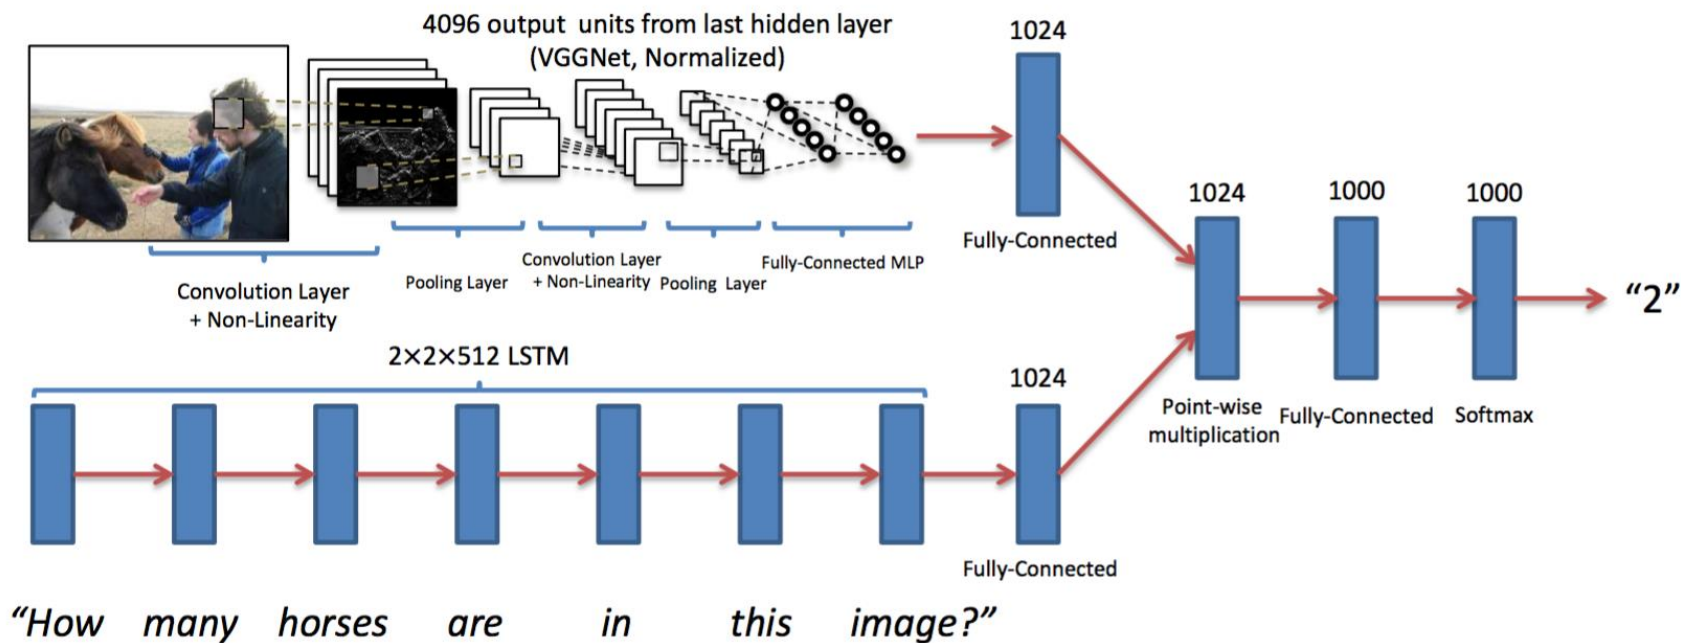 4096 output units from last hidden layer
(VGGNet, Normalized)
1024
Fully-Connected
Convolution Layer
+ Non-Linearity
Pooling Layer
Convolution Layer
+ Non-Linearity
Pooling Layer
Fully-Connected MLP
1024
1000
1000
Point-wise
multiplication
Fully-Connected
Softmax
“2”
2×2×512 LSTM
1024
Fully-Connected
“How many horses are in this image?”